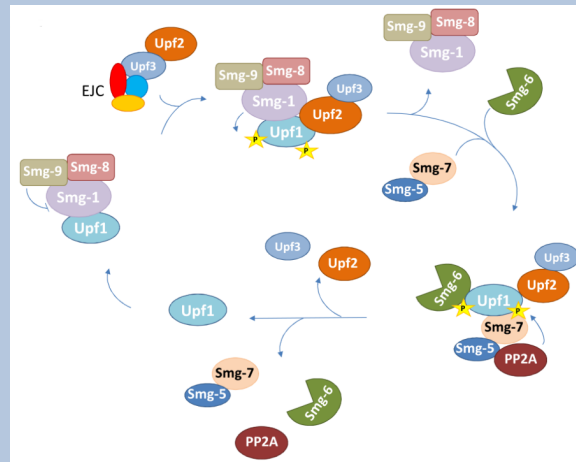 Upf2
Upf3
EJC
Smg-9
Smg-8
Smg-1
Upf3
Upf2
Upf1
P
P
Smg-9
Smg-8
Smg-1
Smg-6
Smg-7
Smg-5
Smg-9
Smg-8
Smg-1
Upf1
Upf3
Upf2
Upf1
Smg-6
Upf3
Upf2
Upf1
P
P
Smg-7
Smg-5
PP2A
Smg-7
Smg-5
Smg-6
PP2A